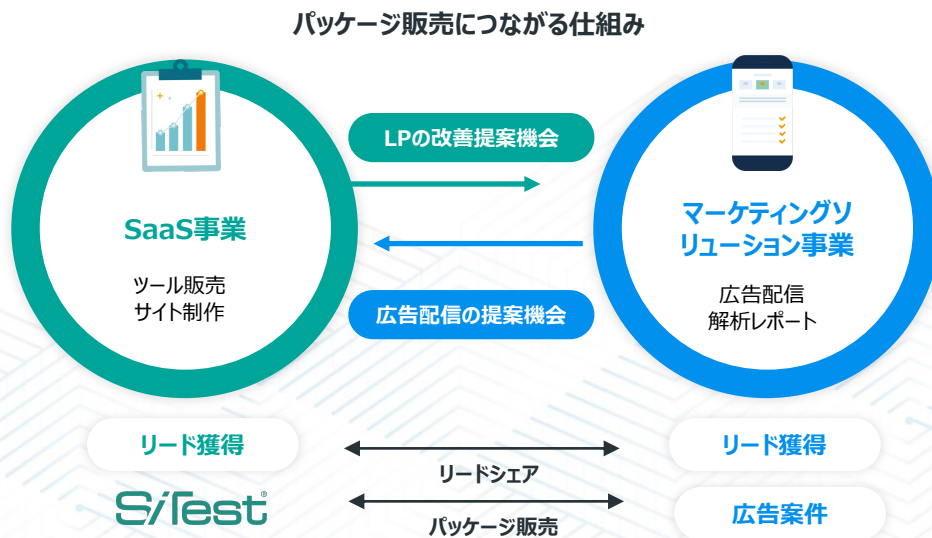 パッケージ販売につながる仕組み
LPの改善提案機会
SaaS事業
ツール販売
サイト制作
マーケティングソ
リューション事業
広告配信
解析レポート
広告配信の提案機会
リード獲得
リードシェア
リード獲得
SiTest®
パッケージ販売
広告案件